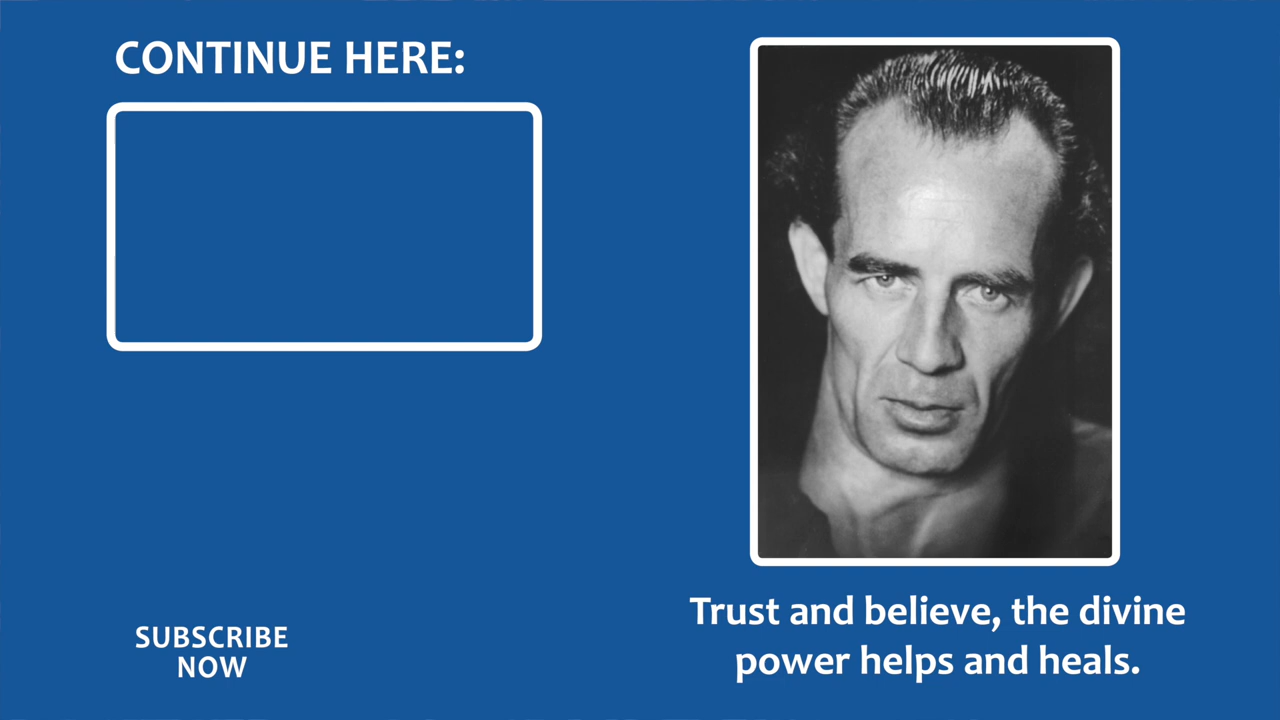 CONTINUE HERE:
SUBSCRIBE
NOW
Trust and believe, the divine
power helps and heals.